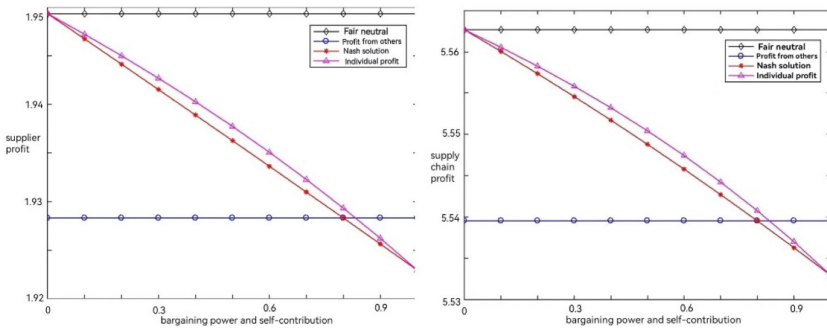 1.95
1.94
1.93
1.92
supplier
profit
Fair neutral
Profit from others
Nash solution
Individual profit
0
0.3
0.6
0.9
bargaining power and self-contribution
5.56
5.55
5.54
5.53
supply
chain
profit
Fair neutral
Profit from others
Nash solution
Individual profit
0
0.3
0.6
0.9
bargaining power and self-contribution